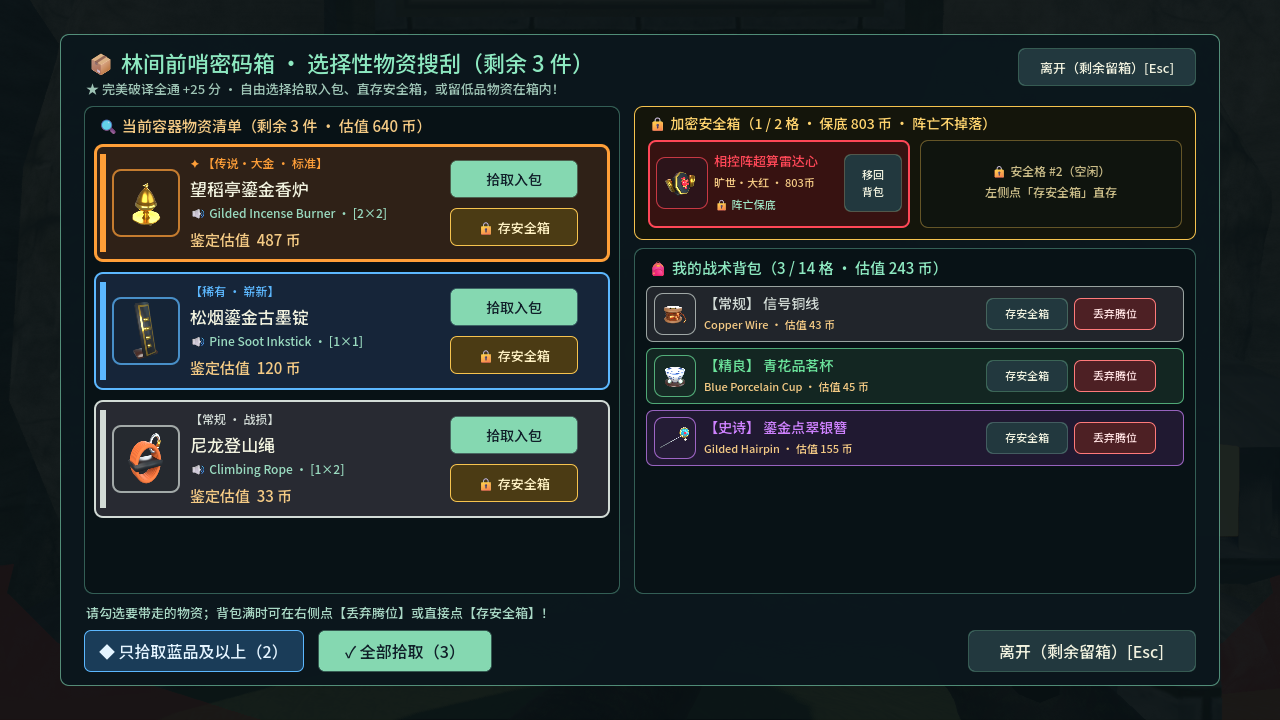 📦 林间前哨密码箱 • 选择性物资搜刮（剩余 3 件）
离开（剩余留箱）[Esc]
★ 完美破译全通 +25 分 • 自由选择拾取入包、直存安全箱，或留低品物资在箱内！
🔍 当前容器物资清单（剩余 3 件 • 估值 640 币）
✦ 【传说·大金 • 标准】
望稻亭鎏金香炉
🔊 Gilded Incense Burner • [2×2]
鉴定估值 487 币
拾取入包
🔒 存安全箱
【稀有 • 崭新】
松烟鎏金古墨锭
🔊 Pine Soot Inkstick • [1×1]
鉴定估值 120 币
拾取入包
🔒 存安全箱
【常规 • 战损】
尼龙登山绳
🔊 Climbing Rope • [1×2]
鉴定估值 33 币
拾取入包
🔒 存安全箱
🔒 加密安全箱（1 / 2 格 • 保底 803 币 • 阵亡不掉落）
相控阵超算雷达心
旷世·大红 • 803币
🔒 阵亡保底
移回
背包
🔒 安全格 #2（空闲）
左侧点「存安全箱」直存
🎒 我的战术背包（3 / 14 格 • 估值 243 币）
【常规】 信号铜线
Copper Wire • 估值 43 币
存安全箱
丢弃腾位
【精良】 青花品茗杯
Blue Porcelain Cup • 估值 45 币
存安全箱
丢弃腾位
【史诗】 鎏金点翠银簪
Gilded Hairpin • 估值 155 币
存安全箱
丢弃腾位
请勾选要带走的物资；背包满时可在右侧点【丢弃腾位】或直接点【存安全箱】！
◆ 只拾取蓝品及以上（2）
✓ 全部拾取（3）
离开（剩余留箱）[Esc]